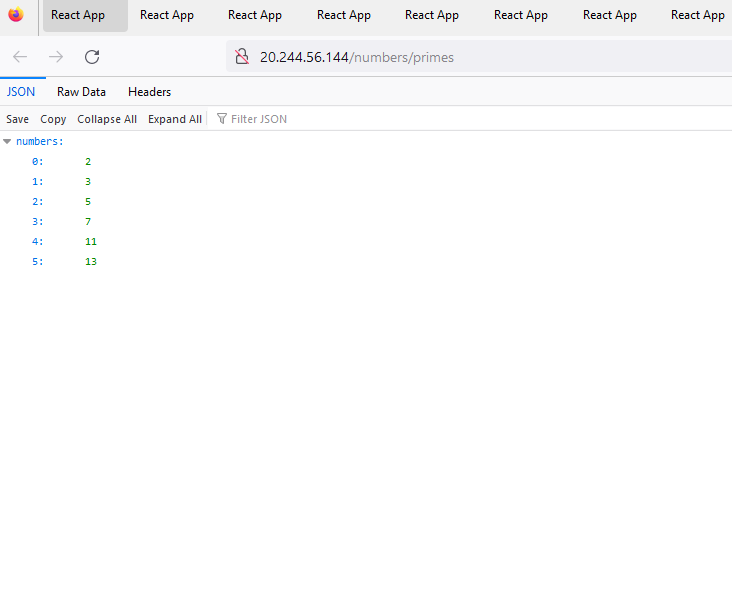 React App React App React App React App React App React App React App React App
20.244.56.144/numbers/primes
JSON Raw Data Headers
Save Copy Collapse All Expand All Filter JSON
numbers:
0: 2
1: 3
2: 5
3: 7
4: 11
5: 13